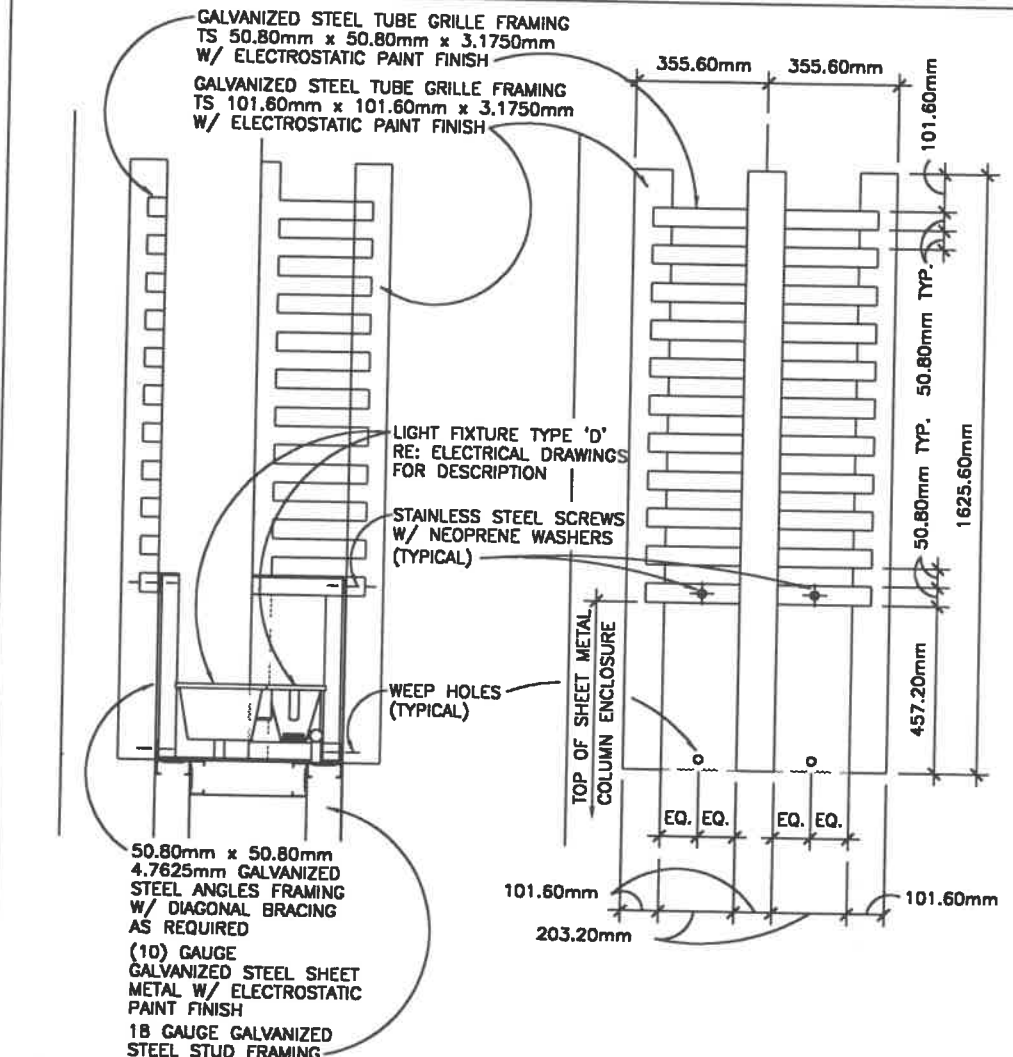 GALVANIZED STEEL TUBE GRILLE FRAMING
TS 50.80mm x 50.80mm x 3.1750mm
W/ ELECTROSTATIC PAINT FINISH
GALVANIZED STEEL TUBE GRILLE FRAMING
TS 101.60mm x 101.60mm x 3.1750mm
W/ ELECTROSTATIC PAINT FINISH
355.60mm
355.60mm
101.60mm
50.80mm TYP.
50.80mm TYP.
1625.60mm
457.20mm
LIGHT FIXTURE TYPE 'D'
RE: ELECTRICAL DRAWINGS
FOR DESCRIPTION
STAINLESS STEEL SCREWS
W/ NEOPRENE WASHERS
(TYPICAL)
WEEP HOLES
(TYPICAL)
TOP OF SHEET METAL
COLUMN ENCLOSURE
EQ.
EQ.
EQ.
EQ.
101.60mm
101.60mm
203.20mm
50.80mm x 50.80mm
4.7625mm GALVANIZED
STEEL ANGLES FRAMING
W/ DIAGONAL BRACING
AS REQUIRED
(10) GAUGE
GALVANIZED STEEL SHEET
METAL W/ ELECTROSTATIC
PAINT FINISH
18 GAUGE GALVANIZED
STEEL STUD FRAMING